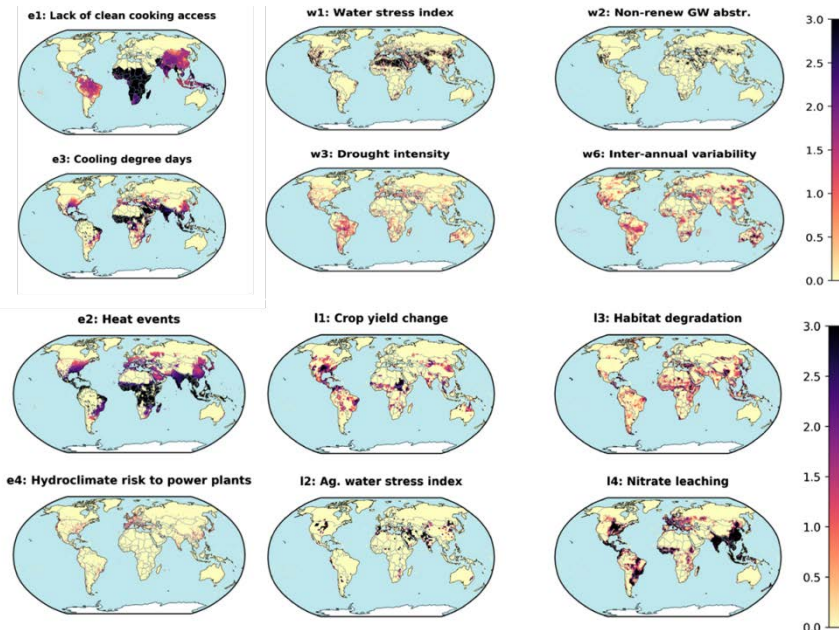 e1: Lack of clean cooking access
w1: Water stress index
w2: Non-renew GW abstr.
3.0
2.5
2.0
1.5
1.0
0.5
0.0
e3: Cooling degree days
w3: Drought intensity
w6: Inter-annual variability
e2: Heat events
l1: Crop yield change
l3: Habitat degradation
3.0
2.5
2.0
1.5
1.0
0.5
0.0
e4: Hydroclimate risk to power plants
l2: Ag. water stress index
l4: Nitrate leaching